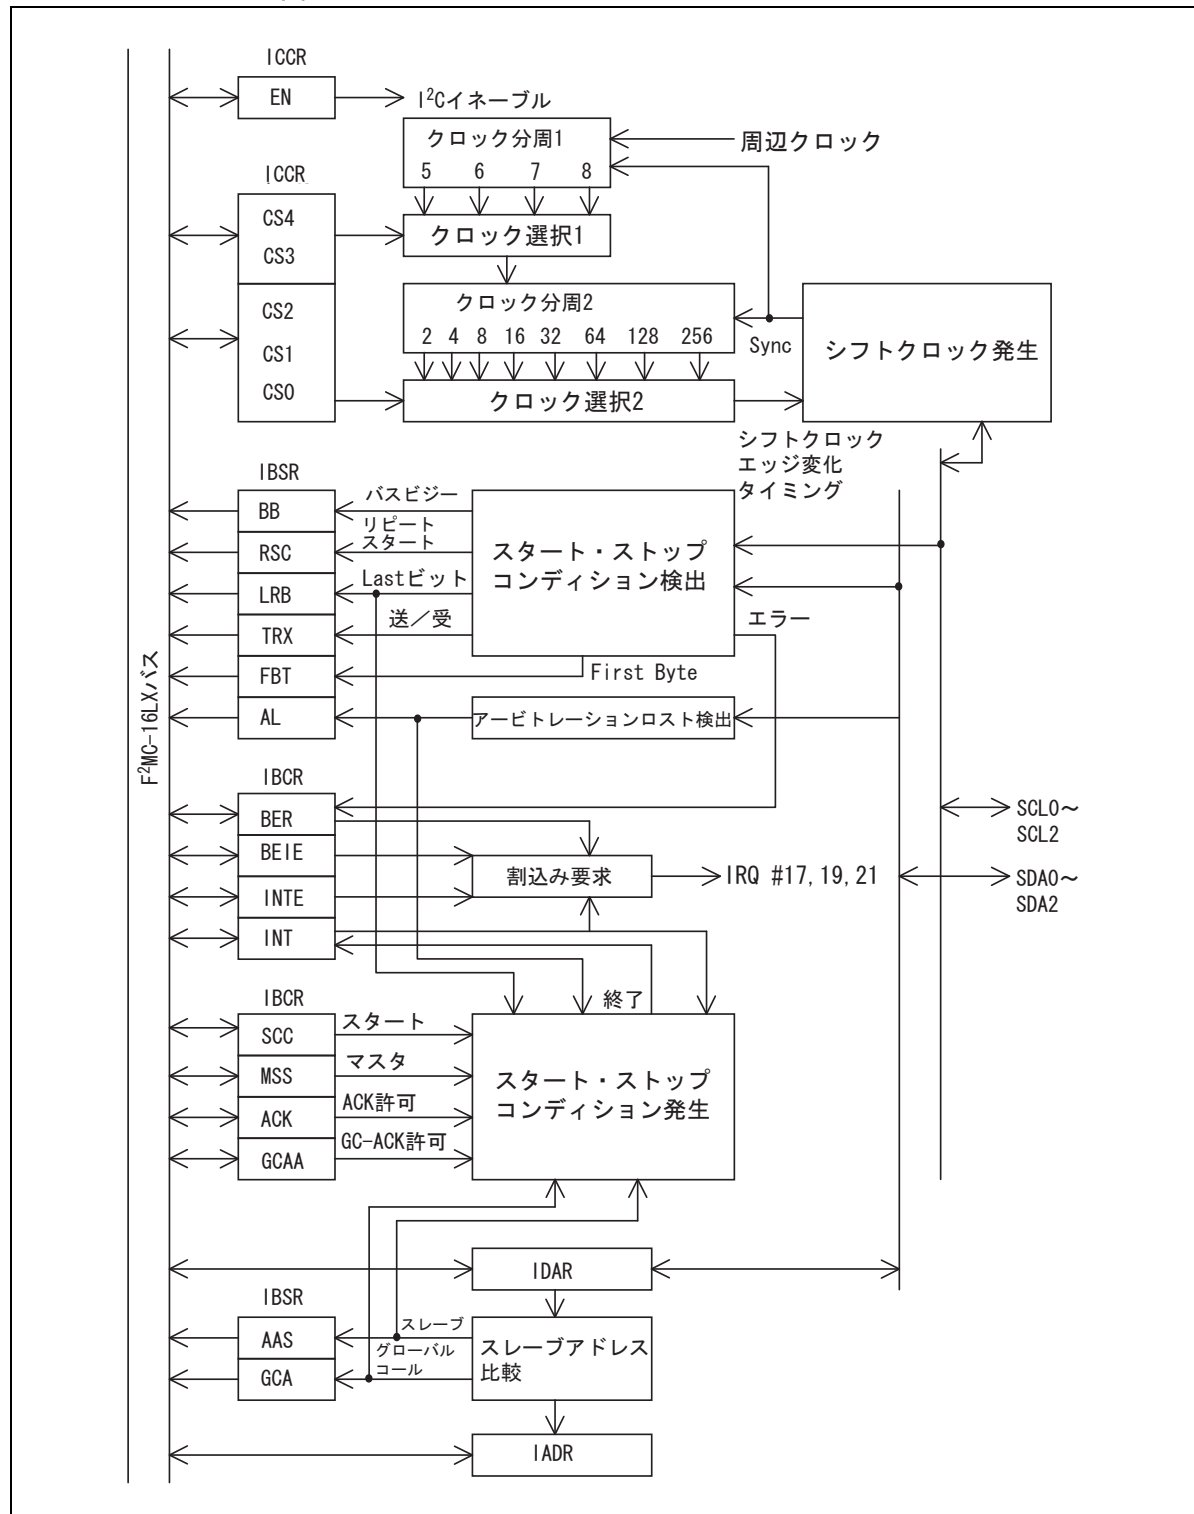 ICCR
EN
I²Cイネーブル
クロック分周1
5 6 7 8
周辺クロック
ICCR
CS4
CS3
クロック選択1
CS2
CS1
CS0
クロック分周2
2 4 8 16 32 64 128 256
Sync
シフトクロック発生
クロック選択2
シフトクロック
エッジ変化
タイミング
IBSR
BB
RSC
LRB
TRX
FBT
AL
バスビジー
リピート
スタート
Lastビット
送／受
スタート・ストップ
コンディション検出
エラー
First Byte
アービトレーションロスト検出
F²MC-16LXバス
IBCR
BER
BEIE
INTE
INT
割込み要求
IRQ #17,19,21
SCL0～
SCL2
SDA0～
SDA2
終了
IBCR
SCC
MSS
ACK
GCAA
スタート
マスタ
ACK許可
GC-ACK許可
スタート・ストップ
コンディション発生
IDAR
IBSR
AAS
GCA
スレーブ
グローバル
コール
スレーブアドレス
比較
IADR